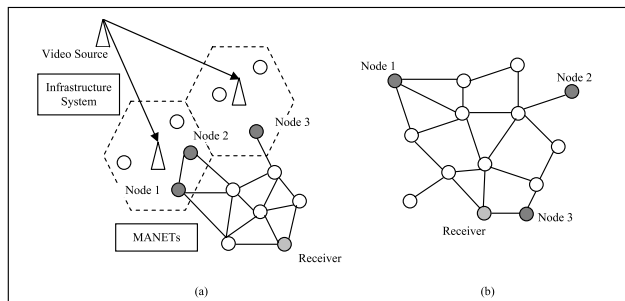 Video Source
Infrastructure
System
Node 2
Node 3
Node 1
MANETs
Receiver
(a)
Node 1
Node 2
Receiver
Node 3
(b)